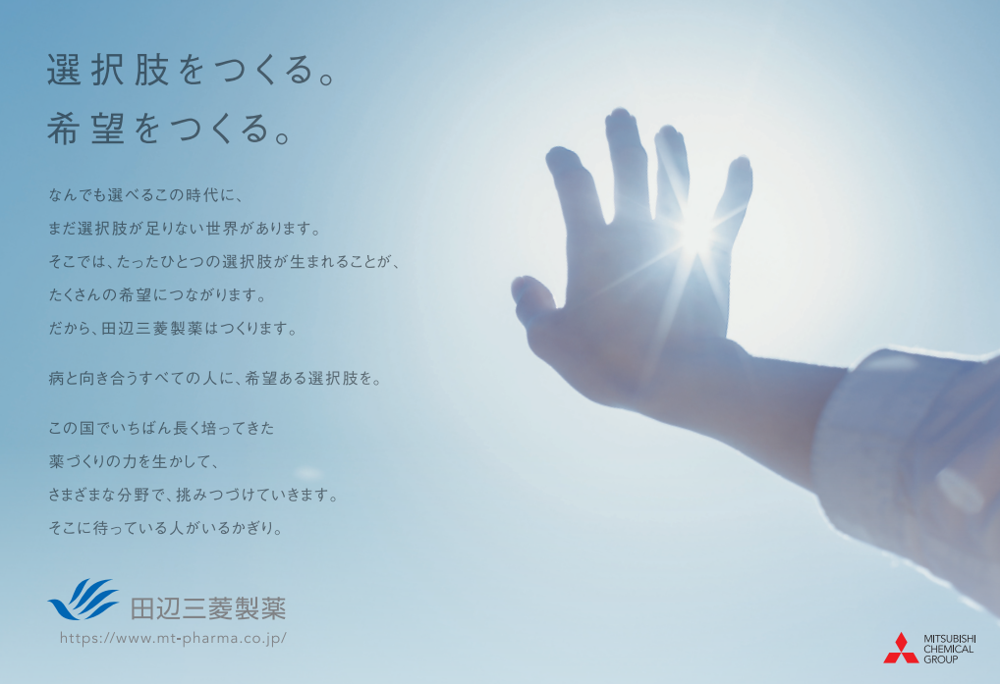 選択肢をつくる。
希望をつくる。
なんでも選べるこの時代に、
まだ選択肢が足りない世界があります。
そこでは、たったひとつの選択肢が生まれることが、
たくさんの希望につながります。
だから、田辺三菱製薬はつくります。
病と向き合うすべての人に、希望ある選択肢を。
この国でいちばん長く培ってきた
薬づくりの力を生かして、
さまざまな分野で、挑みつづけていきます。
そこに待っている人がいるかぎり。
田辺三菱製薬
https://www.mt-pharma.co.jp/
MITSUBISHI
CHEMICAL
GROUP